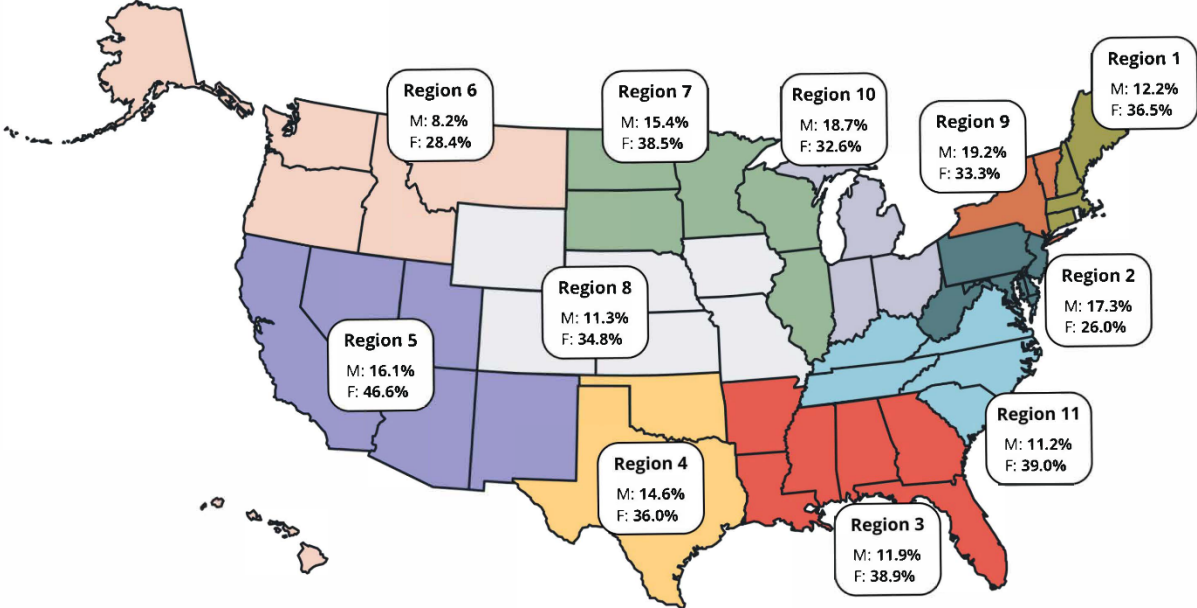 Region 1
M: 12.2%
F: 36.5%
Region 6
M: 8.2%
F: 28.4%
Region 7
M: 15.4%
F: 38.5%
Region 10
M: 18.7%
F: 32.6%
Region 9
M: 19.2%
F: 33.3%
Region 2
M: 17.3%
F: 26.0%
Region 8
M: 11.3%
F: 34.8%
Region 5
M: 16.1%
F: 46.6%
Region 11
M: 11.2%
F: 39.0%
Region 4
M: 14.6%
F: 36.0%
Region 3
M: 11.9%
F: 38.9%